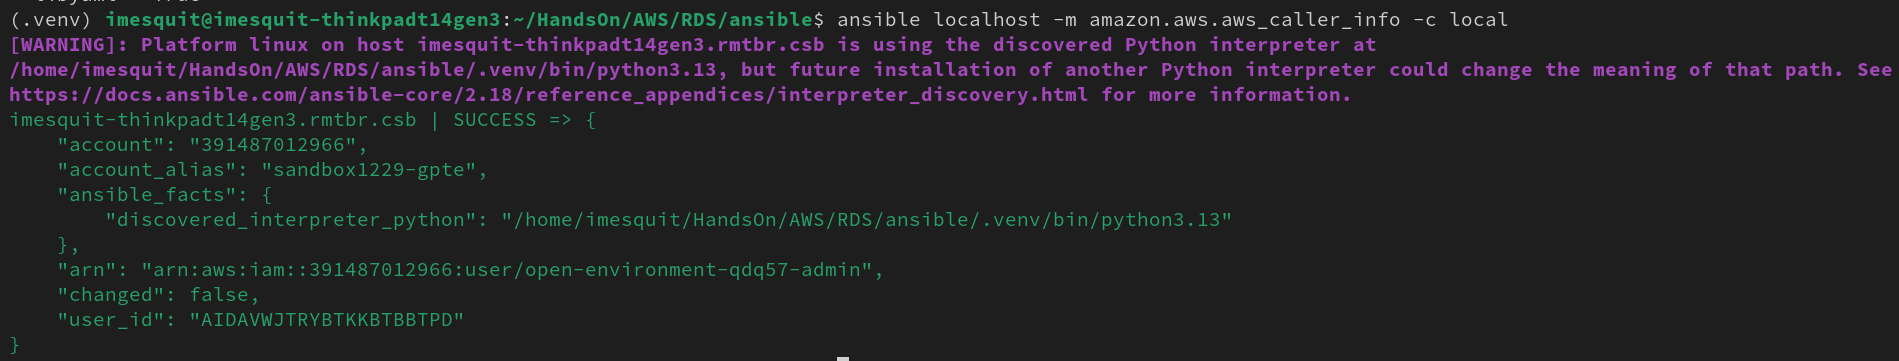 (.venv) imesquit@imesquit-thinkpadt14gen3:~/HandsOn/AWS/RDS/ansible$ ansible localhost -m amazon.aws.aws_caller_info -c local
[WARNING]: Platform linux on host imesquit-thinkpadt14gen3.rmtbr.csb is using the discovered Python interpreter at
/home/imesquit/HandsOn/AWS/RDS/ansible/.venv/bin/python3.13, but future installation of another Python interpreter could change the meaning of that path. See
https://docs.ansible.com/ansible-core/2.18/reference_appendices/interpreter_discovery.html for more information.
imesquit-thinkpadt14gen3.rmtbr.csb | SUCCESS => {
    "account": "391487012966",
    "account_alias": "sandbox1229-gpte",
    "ansible_facts": {
        "discovered_interpreter_python": "/home/imesquit/HandsOn/AWS/RDS/ansible/.venv/bin/python3.13"
    },
    "arn": "arn:aws:iam::391487012966:user/open-environment-qdq57-admin",
    "changed": false,
    "user_id": "AIDAVWJTRYBTKKBTBBTPD"
}